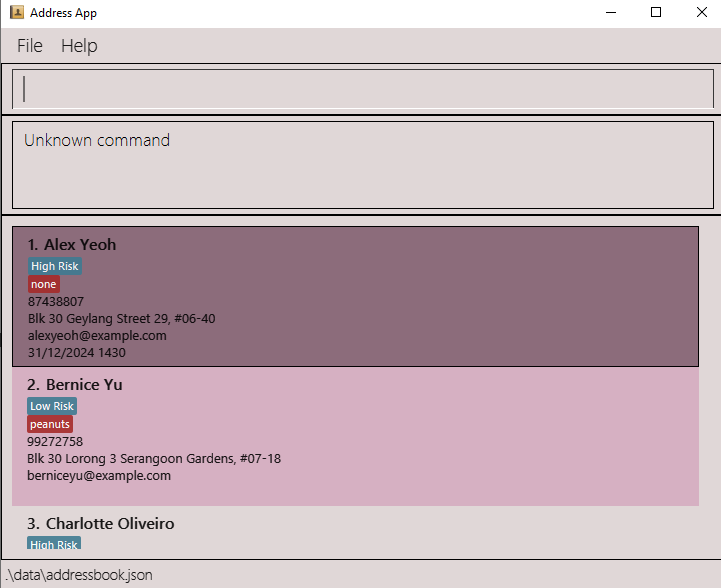 Address App
File Help
Unknown command
1. Alex Yeoh
High Risk
none
87438807
Blk 30 Geylang Street 29, #06-40
alexyeoh@example.com
31/12/2024 1430
2. Bernice Yu
Low Risk
peanuts
99272758
Blk 30 Lorong 3 Serangoon Gardens, #07-18
berniceyu@example.com
3. Charlotte Oliveiro
High Risk
.\data\addressbook.json